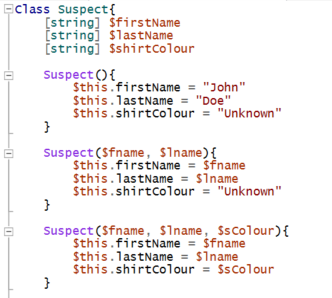 Class Suspect{
[string] $firstName
[string] $lastName
[string] $shirtColour
Suspect(){
$this.firstName = "John"
$this.lastName = "Doe"
$this.shirtColour = "Unknown"
}
Suspect($fname, $lname){
$this.firstName = $fname
$this.lastName = $lname
$this.shirtColour = "Unknown"
}
Suspect($fname, $lname, $sColour){
$this.firstName = $fname
$this.lastName = $lname
$this.shirtColour = $sColour
}